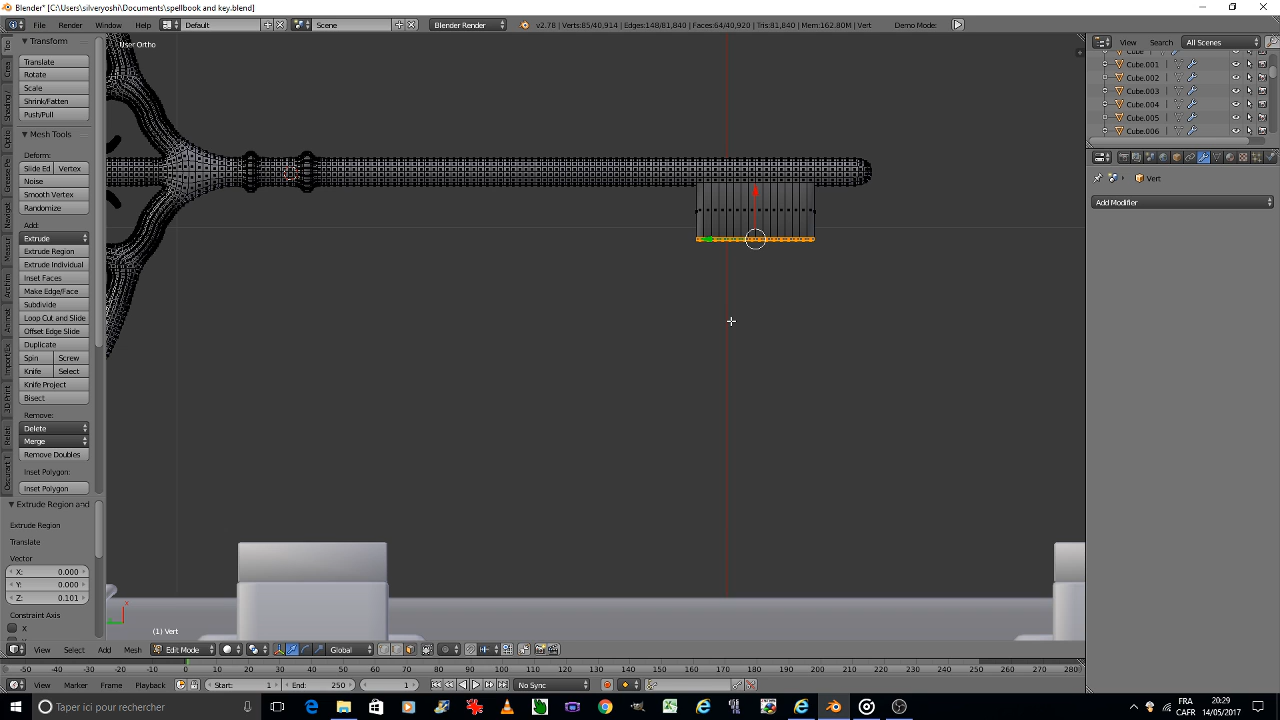 Blender* [C:\Users\silveryosh\Documents\spellbook and key.blend]
File Render Window Help Default Scene Blender Render v2.78 | Verts:85/40,914 | Edges:148/81,840 | Faces:64/40,920 | Tris:81,840 | Mem:162.80M | Vert Demo Mode:
Transform
Translate
Rotate
Scale
Shrink/Fatten
Push/Pull
Mesh Tools
Deform:
Slide Ed Vertex
Noise
Smooth Vertex
Randomize
Add:
Extrude
Extrude Region
Extrude Individual
Inset Faces
Make Edge/Face
Subdivide
Loop Cut and Slide
Offset Edge Slide
Duplicate
Spin Screw
Knife Select
Knife Project
Bisect
Remove:
Delete
Merge
Remove Doubles
Inset Polygon:
Inset Polygon
Extrude Region and
Extrude Region
Translate
Vector
X: 0.000
Y: 0.000
Z: 0.101
Constraint Axis
X
User Ortho
(1) Vert
View Search All Scenes
Cube
Cube.001
Cube.002
Cube.003
Cube.004
Cube.005
Cube.006
Vert
Add Modifier
View Select Add Mesh Edit Mode Global
-50 -40 -30 -20 -10 0 10 20 30 40 50 60 70 80 90 100 110 120 130 140 150 160 170 180 190 200 210 220 230 240 250 260 270 280
View Marker Frame Playback Start: 1 End: 250 1 No Sync
Taper ici pour rechercher
FRA 20:29
CAFR 14/05/2017